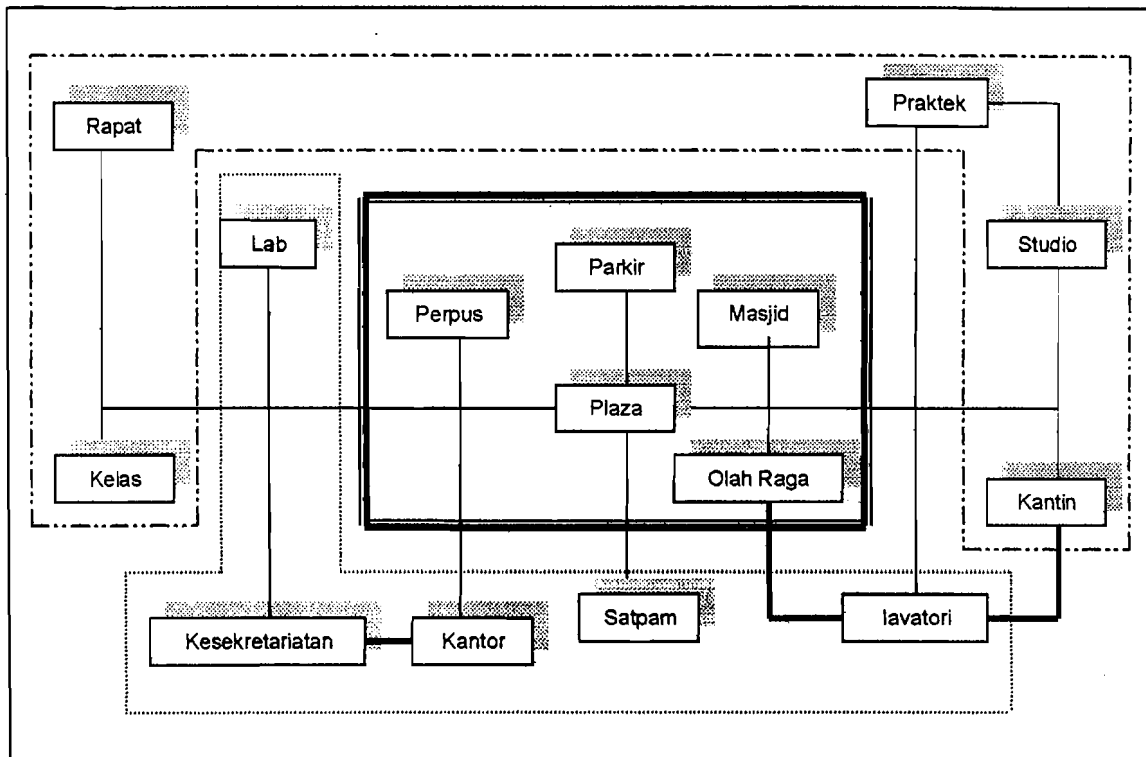 Rapat
Praktek
Lab
Studio
Parkir
Perpus
Masjid
Plaza
Kelas
Olah Raga
Kantin
Kesekretariatan
Kantor
Satpam
lavatori